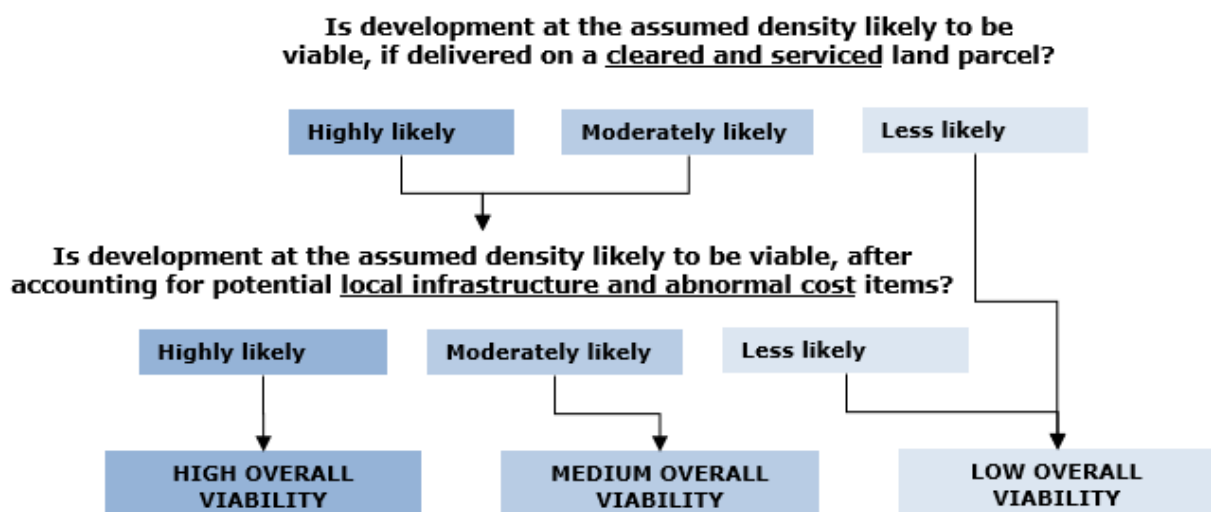 Is development at the assumed density likely to be
viable, if delivered on a cleared and serviced land parcel?
Highly likely
Moderately likely
Less likely
Is development at the assumed density likely to be viable, after
accounting for potential local infrastructure and abnormal cost items?
Highly likely
Moderately likely
Less likely
HIGH OVERALL
VIABILITY
MEDIUM OVERALL
VIABILITY
LOW OVERALL
VIABILITY